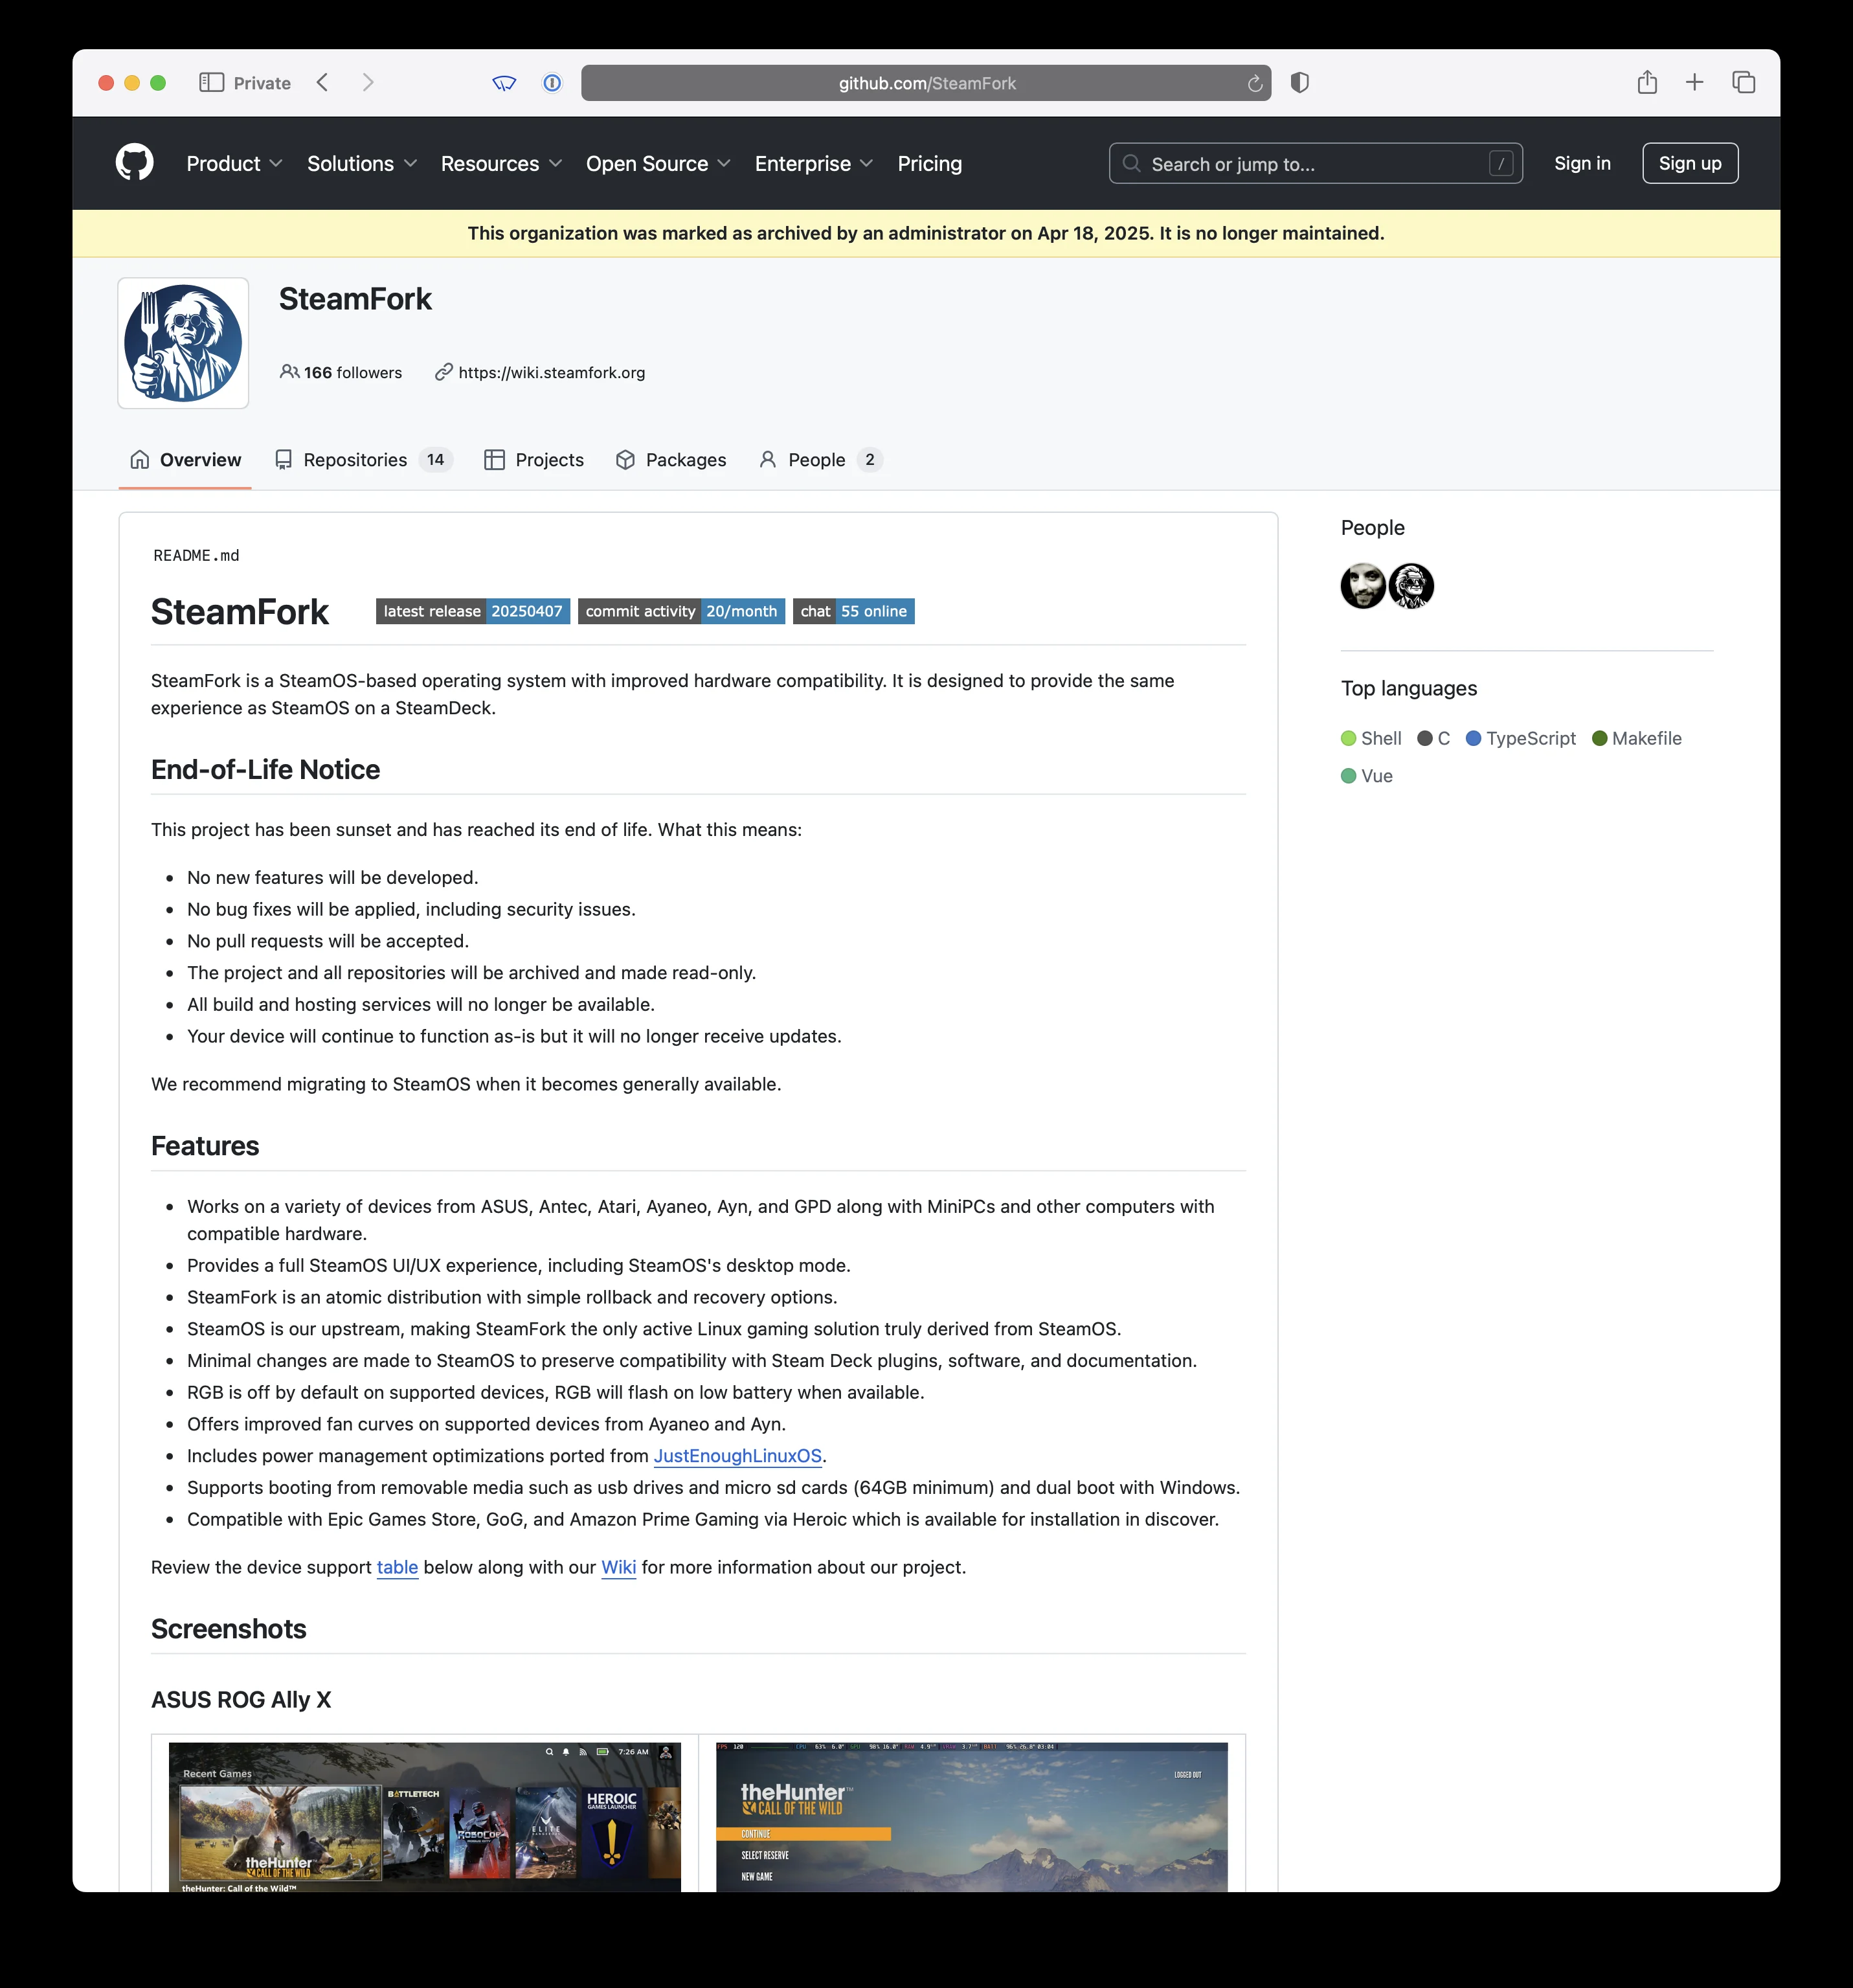 Private
github.com/SteamFork
Product
Solutions
Resources
Open Source
Enterprise
Pricing
Search or jump to...
/
Sign in
Sign up
This organization was marked as archived by an administrator on Apr 18, 2025. It is no longer maintained.
SteamFork
166 followers
https://wiki.steamfork.org
Overview
Repositories 14
Projects
Packages
People 2
README.md
SteamFork
latest release 20250407
commit activity 20/month
chat 55 online
SteamFork is a SteamOS-based operating system with improved hardware compatibility. It is designed to provide the same
experience as SteamOS on a SteamDeck.
End-of-Life Notice
This project has been sunset and has reached its end of life. What this means:
• No new features will be developed.
• No bug fixes will be applied, including security issues.
• No pull requests will be accepted.
• The project and all repositories will be archived and made read-only.
• All build and hosting services will no longer be available.
• Your device will continue to function as-is but it will no longer receive updates.
We recommend migrating to SteamOS when it becomes generally available.
Features
• Works on a variety of devices from ASUS, Antec, Atari, Ayaneo, Ayn, and GPD along with MiniPCs and other computers with
compatible hardware.
• Provides a full SteamOS UI/UX experience, including SteamOS's desktop mode.
• SteamFork is an atomic distribution with simple rollback and recovery options.
• SteamOS is our upstream, making SteamFork the only active Linux gaming solution truly derived from SteamOS.
• Minimal changes are made to SteamOS to preserve compatibility with Steam Deck plugins, software, and documentation.
• RGB is off by default on supported devices, RGB will flash on low battery when available.
• Offers improved fan curves on supported devices from Ayaneo and Ayn.
• Includes power management optimizations ported from JustEnoughLinuxOS.
• Supports booting from removable media such as usb drives and micro sd cards (64GB minimum) and dual boot with Windows.
• Compatible with Epic Games Store, GoG, and Amazon Prime Gaming via Heroic which is available for installation in discover.
Review the device support table below along with our Wiki for more information about our project.
Screenshots
ASUS ROG Ally X
7:26 AM
Recent Games
BATTLETECH
ROBOCOP
ELITE
HEROIC
GAMES LAUNCHER
theHunter
CALL OF THE WILD
theHunter: Call of the Wild™
LOGGED OUT
theHunter™
CALL OF THE WILD
CONTINUE
SELECT RESERVE
NEW GAME
People
Top languages
Shell
C
TypeScript
Makefile
Vue